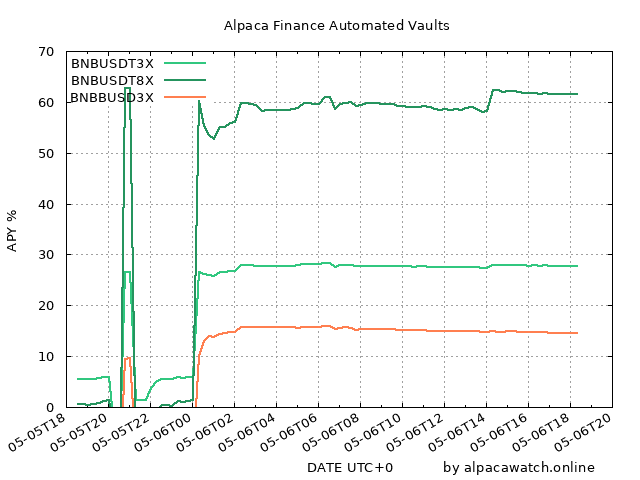 Alpaca Finance Automated Vaults
BNBUSDT3X
BNBUSDT8X
BNBBUSD3X
APY %
70
60
50
40
30
20
10
0
05-05T18
05-05T20
05-05T22
05-06T00
05-06T02
05-06T04
05-06T06
05-06T08
05-06T10
05-06T12
05-06T14
05-06T16
05-06T18
05-06T20
DATE UTC+0
by alpacawatch.online